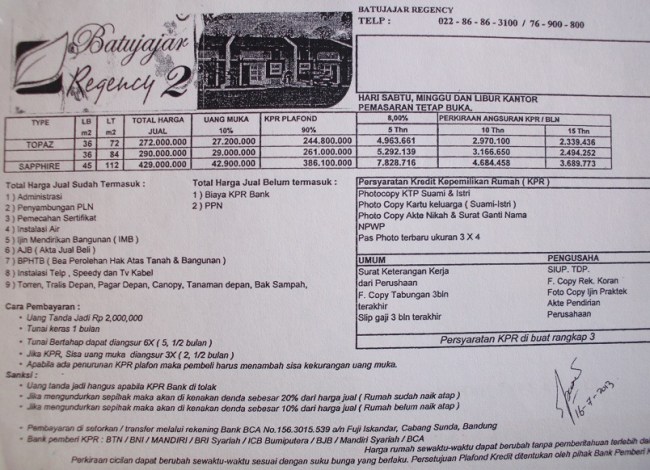 Batujajar
Regency 2
BATUJAJAR REGENCY
TELP : 022 - 86 - 86 - 3100 / 76 - 900 - 800
HARI SABTU, MINGGU DAN LIBUR KANTOR
PEMASARAN TETAP BUKA.
TYPE LB LT TOTAL HARGA UANG MUKA KPR PLAFOND 8,00% PERKIRAAN ANGSURAN KPR / BLN
m2 m2 JUAL 10% 90% 5 Thn 10 Thn 15 Thn
TOPAZ 36 72 272.000.000 27.200.000 244.800.000 4.963.661 2.970.100 2.339.436
36 84 290.000.000 29.000.000 261.000.000 5.292.139 3.166.650 2.494.252
SAPPHIRE 45 112 429.000.000 42.900.000 386.100.000 7.828.716 4.684.458 3.689.773
Total Harga Jual Sudah Termasuk :
1 ) Administrasi
2 ) Penyambungan PLN
3 ) Pemecahan Sertifikat
4 ) Instalasi Air
5 ) Ijin Mendirikan Bangunan ( IMB )
6 ) AJB ( Akta Jual Beli )
7 ) BPHTB ( Bea Perolehan Hak Atas Tanah & Bangunan )
8 ) Instalasi Telp , Speedy dan Tv Kabel
9 ) Torren, Tralis Depan, Pagar Depan, Canopy, Tanaman depan, Bak Sampah,
Total Harga Jual Belum termasuk :
1 ) Biaya KPR Bank
2 ) PPN
Persyaratan Kredit Kepemilikan Rumah ( KPR )
Photocopy KTP Suami & Istri
Photo Copy Kartu keluarga ( Suami-Istri )
Photo Copy Akte Nikah & Surat Ganti Nama
NPWP
Pas Photo terbaru ukuran 3 X 4
UMUM PENGUSAHA
Surat Keterangan Kerja SIUP. TDP.
dari Perushaan F. Copy Rek. Koran
F. Copy Tabungan 3bln Foto Copy Ijin Praktek
terakhir Akte Pendirian
Slip gaji 3 bln terakhir Perusahaan
Persyaratan KPR di buat rangkap 3
Cara Pembayaran :
- Uang Tanda Jadi Rp 2,000,000
- Tunai keras 1 bulan
- Tunai Bertahap dapat diangsur 6X ( 5, 1/2 bulan )
- Jika KPR, Sisa uang muka diangsur 3X ( 2, 1/2 bulan )
- Apabila ada penurunan KPR plafon maka pembeli harus menambah sisa kekurangan uang muka.
Sanksi :
- Uang tanda jadi hangus apabila KPR Bank di tolak
- Jika mengundurkan sepihak maka akan di kenakan denda sebesar 20% dari harga jual ( Rumah sudah naik atap )
- Jika mengundurkan sepihak maka akan di kenakan denda sebesar 10% dari harga jual ( Rumah belum naik atap )
16-7-2013
- Pembayaran di setorkan / transfer melalui rekening Bank BCA No.156.3015.539 a/n Fuji Iskandar, Cabang Sunda, Bandung
- Bank pemberi KPR : BTN / BNI / MANDIRI / BRI Syariah / ICB Bumiputera / BJB / Mandiri Syariah / BCA
Harga rumah sewaktu-waktu dapat berubah tanpa pemberitahuan terlebih da
Perkiraan cicilan dapat berubah sewaktu-waktu sesuai dengan suku bunga yang berlaku. Persetujuan Plafond Kredit ditentukan oleh pihak Bank Pemberi K